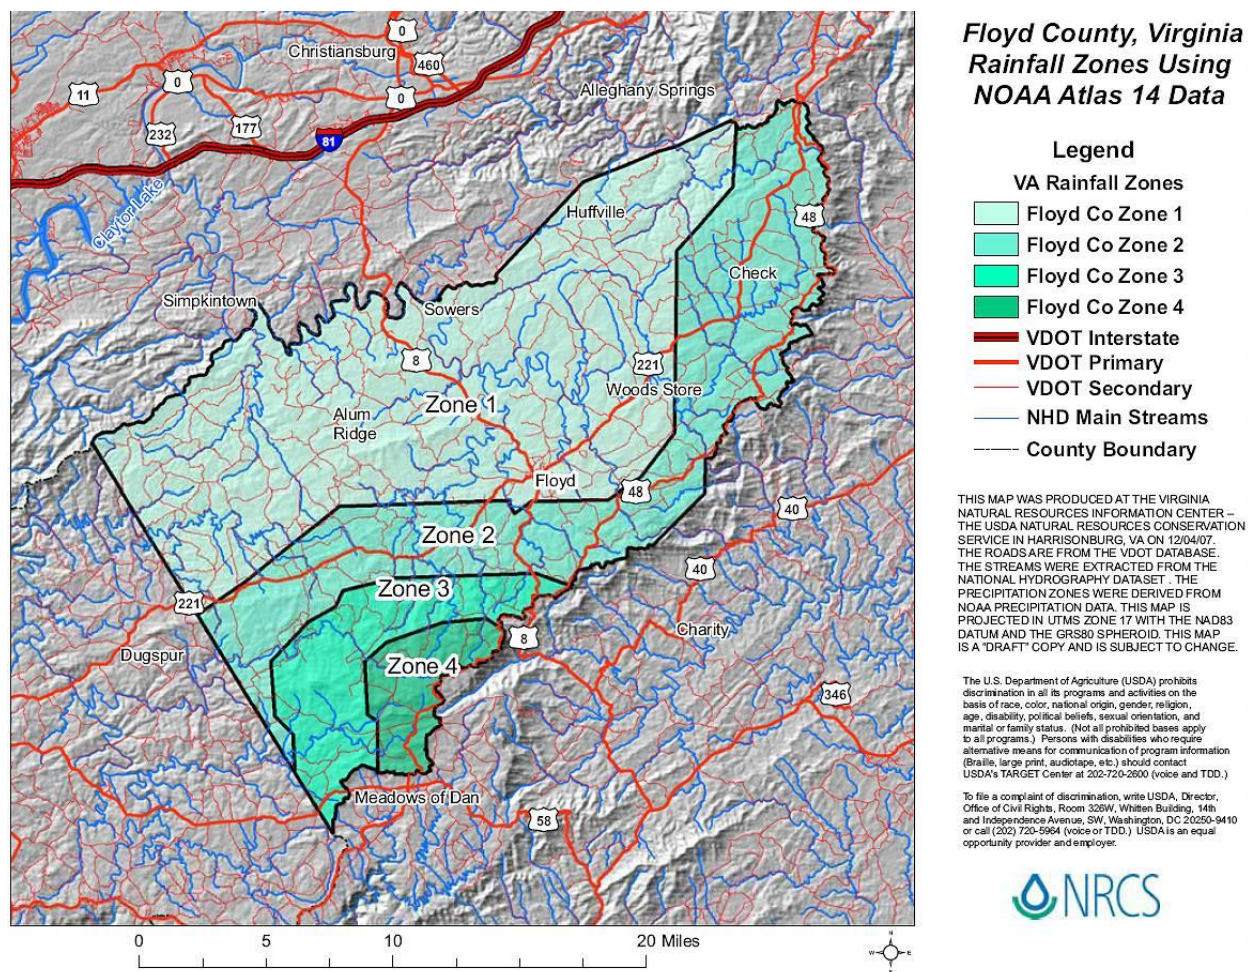 Floyd County, Virginia
Rainfall Zones Using
NOAA Atlas 14 Data
Legend
VA Rainfall Zones
Floyd Co Zone 1
Floyd Co Zone 2
Floyd Co Zone 3
Floyd Co Zone 4
VDOT Interstate
VDOT Primary
VDOT Secondary
NHD Main Streams
County Boundary
THIS MAP WAS PRODUCED AT THE VIRGINIA
NATURAL RESOURCES INFORMATION CENTER –
THE USDA NATURAL RESOURCES CONSERVATION
SERVICE IN HARRISONBURG, VA ON 12/04/07.
THE ROADS ARE FROM THE VDOT DATABASE.
THE STREAMS WERE EXTRACTED FROM THE
NATIONAL HYDROGRAPHY DATASET . THE
PRECIPITATION ZONES WERE DERIVED FROM
NOAA PRECIPITATION DATA. THIS MAP IS
PROJECTED IN UTMS ZONE 17 WITH THE NAD83
DATUM AND THE GRS80 SPHEROID. THIS MAP
IS A "DRAFT" COPY AND IS SUBJECT TO CHANGE.
The U.S. Department of Agriculture (USDA) prohibits
discrimination in all its programs and activities on the
basis of race, color, national origin, gender, religion,
age, disability, political beliefs, sexual orientation, and
marital or family status. (Not all prohibited bases apply
to all programs.) Persons with disabilities who require
alternative means for communication of program information
(Braille, large print, audiotape, etc.) should contact
USDA's TARGET Center at 202-720-2600 (voice and TDD.)
To file a complaint of discrimination, write USDA, Director,
Office of Civil Rights, Room 326W, Whitten Building, 14th
and Independence Avenue, SW, Washington, DC 20250-9410
or call (202) 720-5964 (voice or TDD.) USDA is an equal
opportunity provider and employer.
NRCS
0
Christiansburg
460
11
0
0
Alleghany Springs
232
177
81
Claytor Lake
Huffville
48
Check
Simpkintown
Sowers
8
221
Woods Store
Zone 1
Alum
Ridge
Floyd
48
40
Zone 2
40
Zone 3
221
Charity
8
Dugspur
Zone 4
346
Meadows of Dan
58
0 5 10 20 Miles
N
W E
S